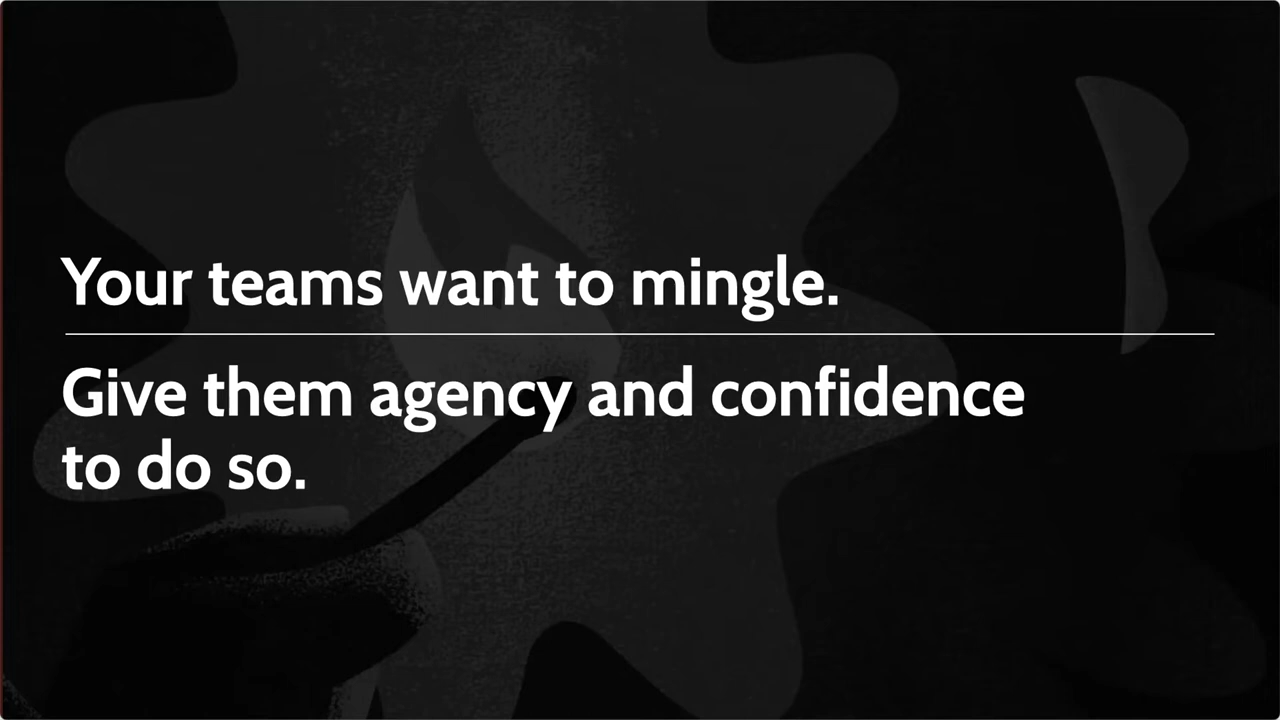 Your teams want to mingle.
Give them agency and confidence
to do so.